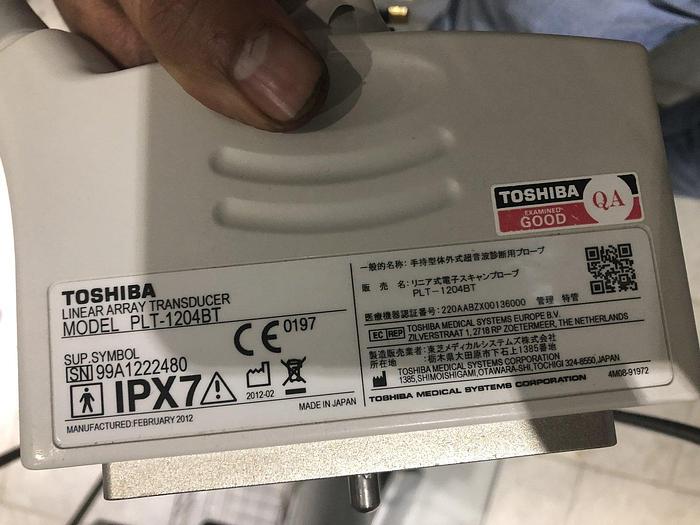 TOSHIBA
EXAMINED
GOOD
QA
TOSHIBA
LINEAR ARRAY TRANSDUCER
MODEL PLT-1204BT
CE 0197
SUP.SYMBOL
SN 99A1222480
IPX7
2012-02
MADE IN JAPAN
MANUFACTURED:FEBRUARY 2012
一般的名称：手持型体外式超音波診断用プローブ
販 売 名：リニア式電子スキャンプローブ
PLT－1204BT
医療機器認証番号：220AABZX00136000 管理 特管
EC REP TOSHIBA MEDICAL SYSTEMS EUROPE B.V.
ZILVERSTRAAT 1, 2718 RP ZOETERMEER, THE NETHERLANDS
製造販売業者：東芝メディカルシステムズ株式会社
所在地：栃木県大田原市下石上1385番地
TOSHIBA MEDICAL SYSTEMS CORPORATION
1385,SHIMOISHIGAMI,OTAWARA-SHI,TOCHIGI 324-8550,JAPAN
4M08-91972
TOSHIBA MEDICAL SYSTEMS CORPORATION